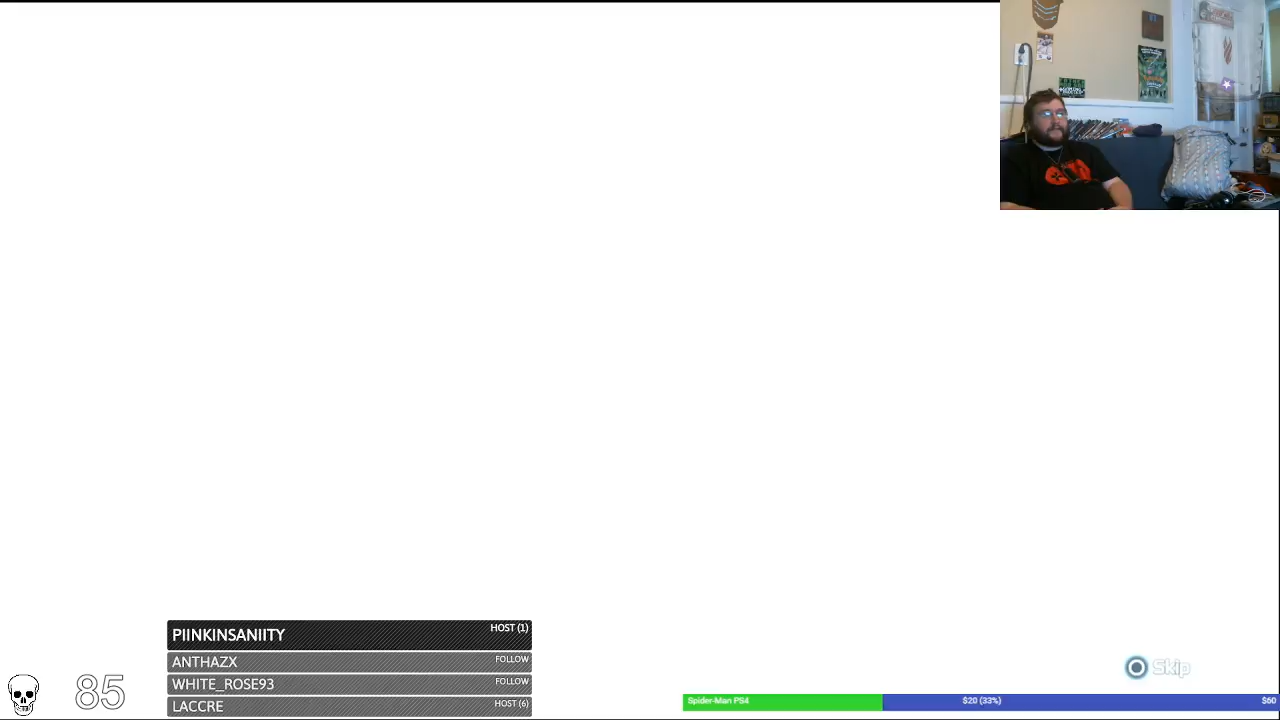 PIINKINSANIITY HOST (1)
ANTHAZX FOLLOW
WHITE_ROSE93 FOLLOW
LACCRE HOST (6)
85
Skip
Spider-Man PS4 $20 (33%) $60